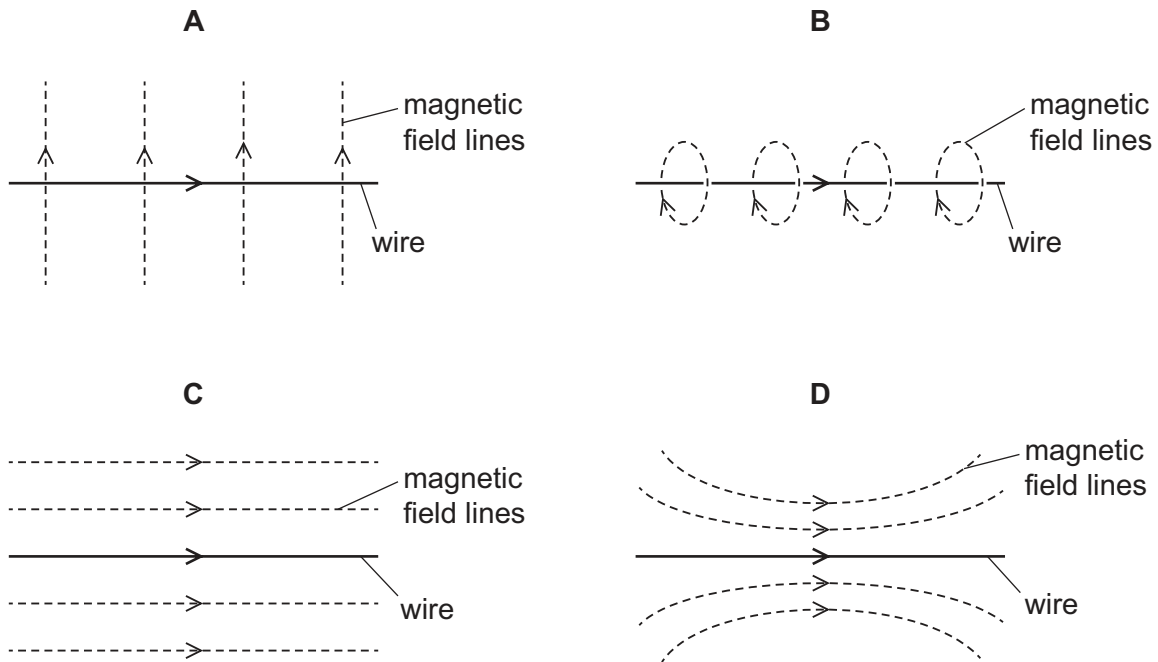 A
magnetic
field lines
wire
B
magnetic
field lines
wire
C
magnetic
field lines
wire
D
magnetic
field lines
wire